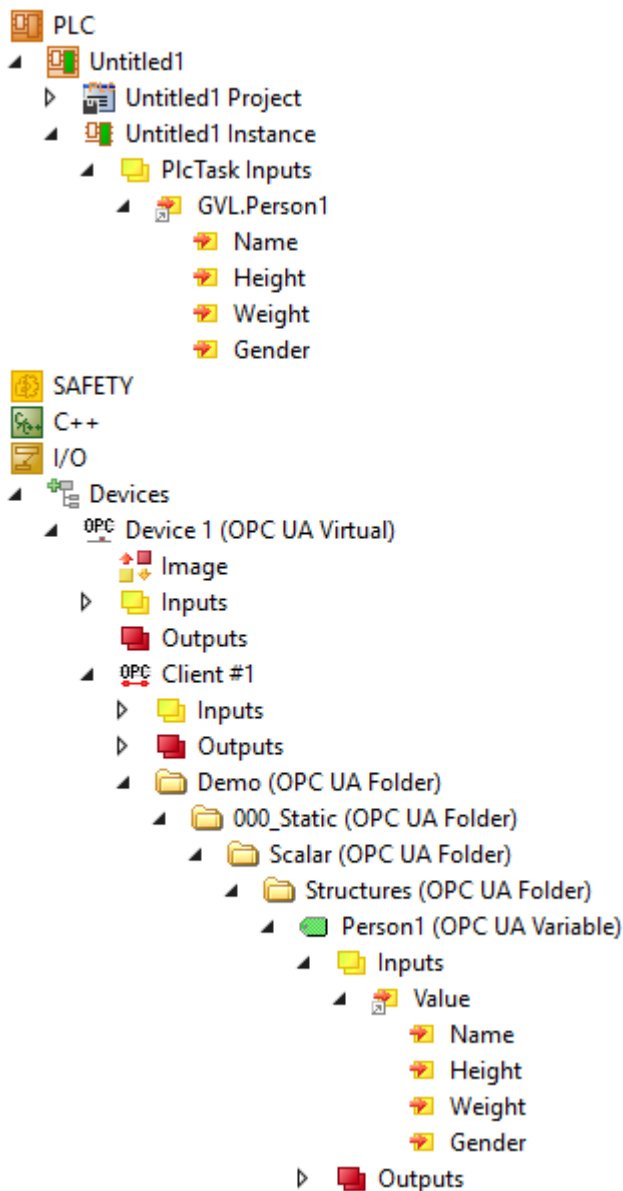 PLC
Untitled1
Untitled1 Project
Untitled1 Instance
PlcTask Inputs
GVL.Person1
Name
Height
Weight
Gender
SAFETY
C++
I/O
Devices
OPC Device 1 (OPC UA Virtual)
Image
Inputs
Outputs
OPC Client #1
Inputs
Outputs
Demo (OPC UA Folder)
000_Static (OPC UA Folder)
Scalar (OPC UA Folder)
Structures (OPC UA Folder)
Person1 (OPC UA Variable)
Inputs
Value
Name
Height
Weight
Gender
Outputs